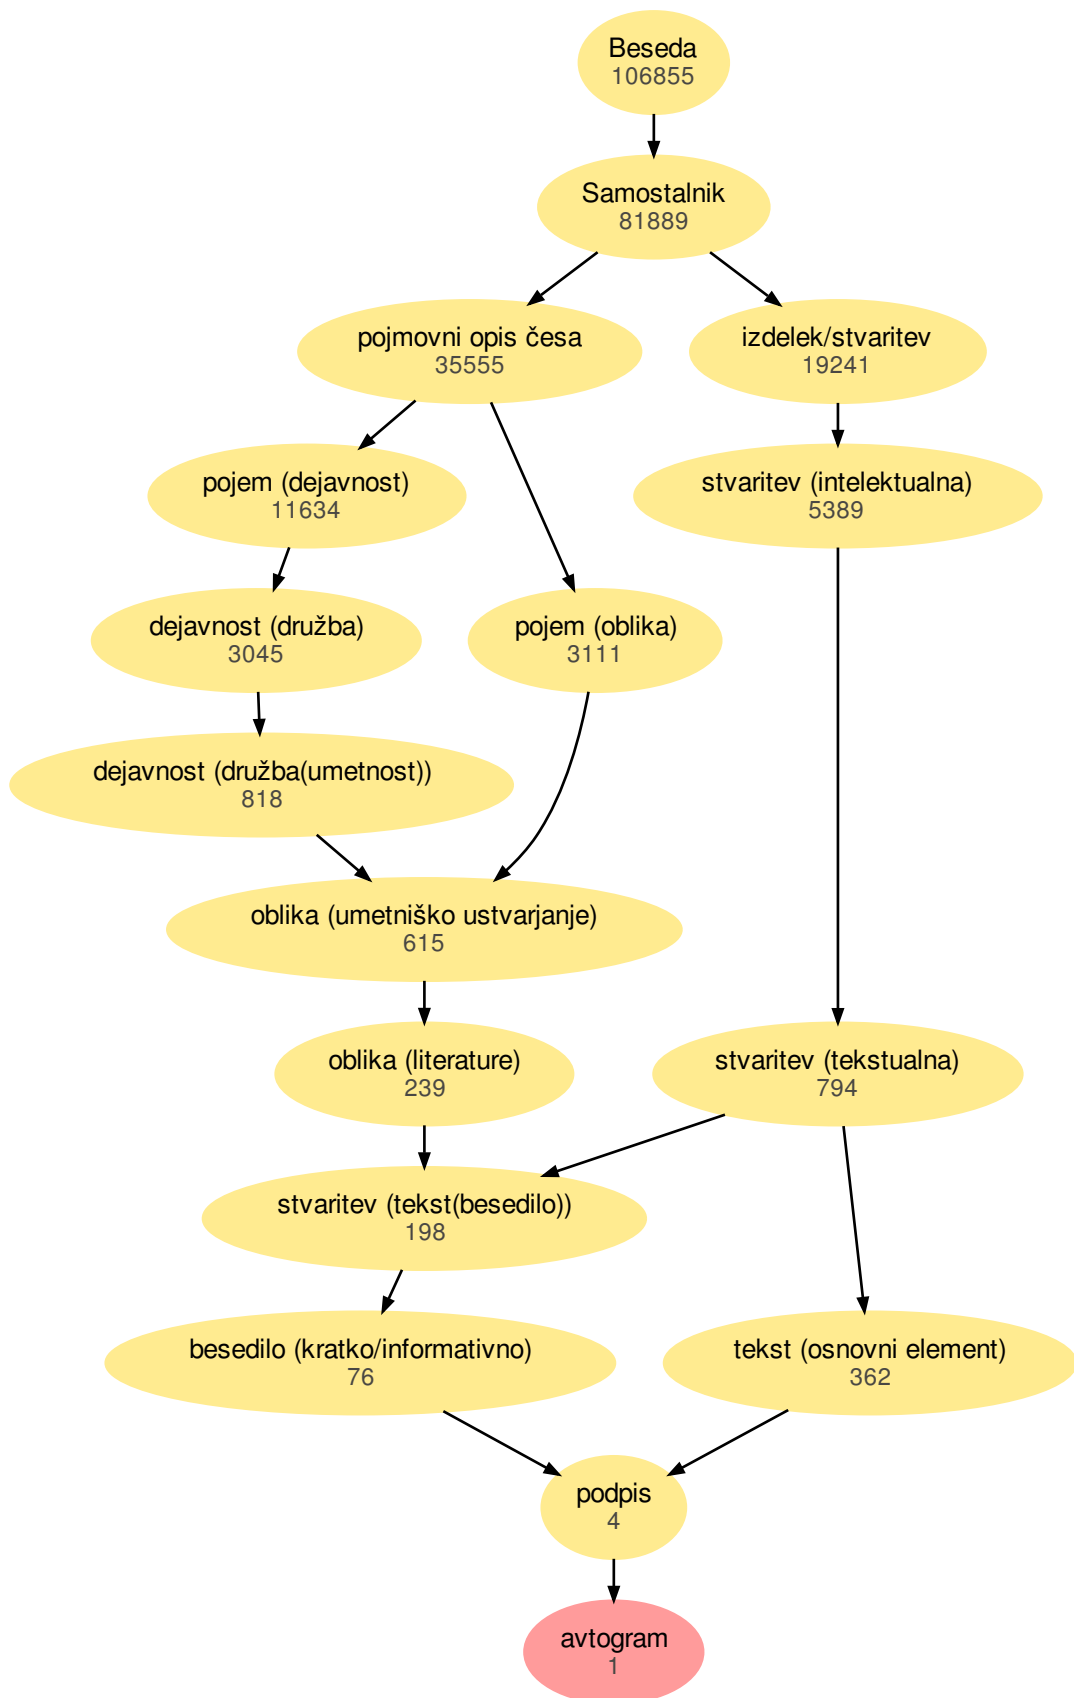 Beseda
106855
Samostalnik
81889
pojmovni opis česa
35555
izdelek/stvaritev
19241
pojem (dejavnost)
11634
stvaritev (intelektualna)
5389
dejavnost (družba)
3045
pojem (oblika)
3111
dejavnost (družba(umetnost))
818
oblika (umetniško ustvarjanje)
615
oblika (literature)
239
stvaritev (tekstualna)
794
stvaritev (tekst(besedilo))
198
besedilo (kratko/informativno)
76
tekst (osnovni element)
362
podpis
4
avtogram
1